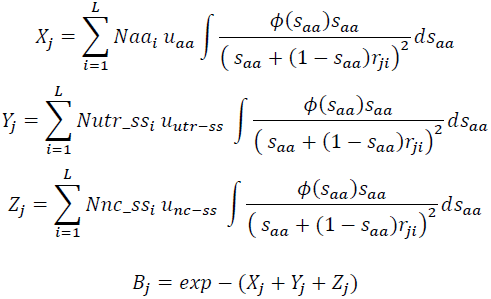 X_j = \sum_{i=1}^{L} Naa_i \, u_{aa} \int \frac{\phi(s_{aa}) s_{aa}}{(s_{aa} + (1 - s_{aa}) r_{ji})^2} ds_{aa}
Y_j = \sum_{i=1}^{L} Nutr\_ss_i \, u_{utr-ss} \int \frac{\phi(s_{aa}) s_{aa}}{(s_{aa} + (1 - s_{aa}) r_{ji})^2} ds_{aa}
Z_j = \sum_{i=1}^{L} Nnc\_ss_i \, u_{nc-ss} \int \frac{\phi(s_{aa}) s_{aa}}{(s_{aa} + (1 - s_{aa}) r_{ji})^2} ds_{aa}
B_j = exp - (X_j + Y_j + Z_j)